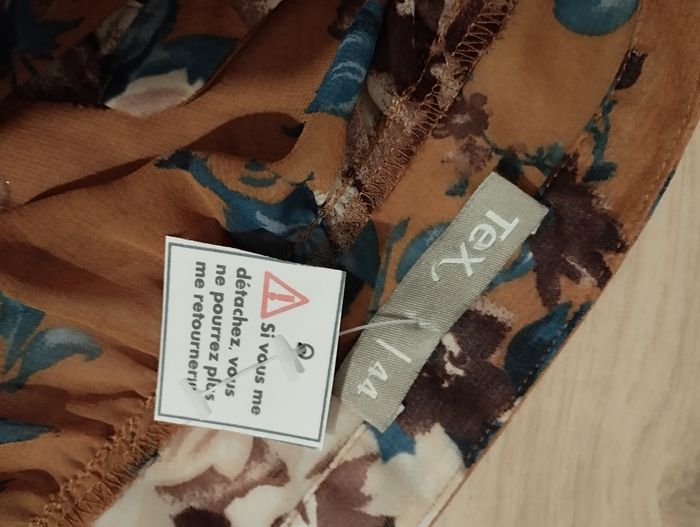 TeX
/44
Si vous me
détachez, vous
ne pourrez plus
me retourner!!